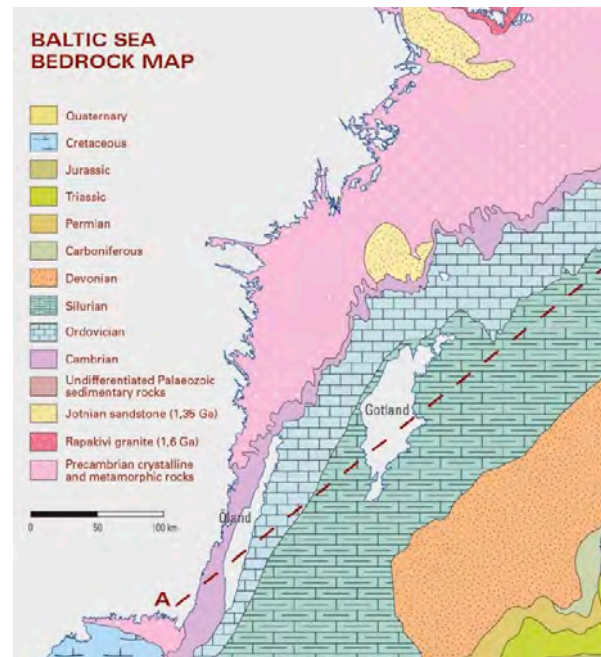 BALTIC SEA
BEDROCK MAP
Quaternary
Cretaceous
Jurassic
Triassic
Permian
Carboniferous
Devonian
Silurian
Ordovician
Cambrian
Undifferentiated Palaeozoic
sedimentary rocks
Jotnian sandstone (1,35 Ga)
Rapakivi granite (1,6 Ga)
Precambrian crystalline
and metamorphic rocks
0 50 100 km
Gotland
Öland
A